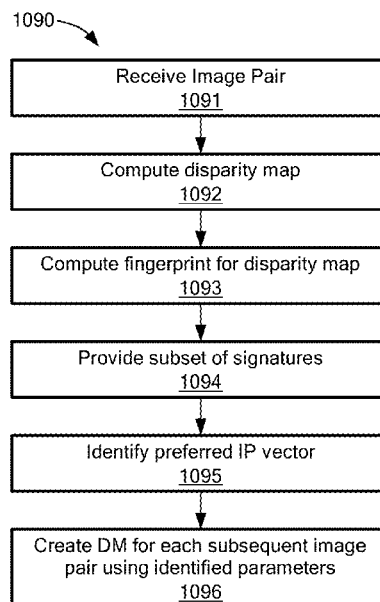 1090
Receive Image Pair
1091
Compute disparity map
1092
Compute fingerprint for disparity map
1093
Provide subset of signatures
1094
Identify preferred IP vector
1095
Create DM for each subsequent image
pair using identified parameters
1096